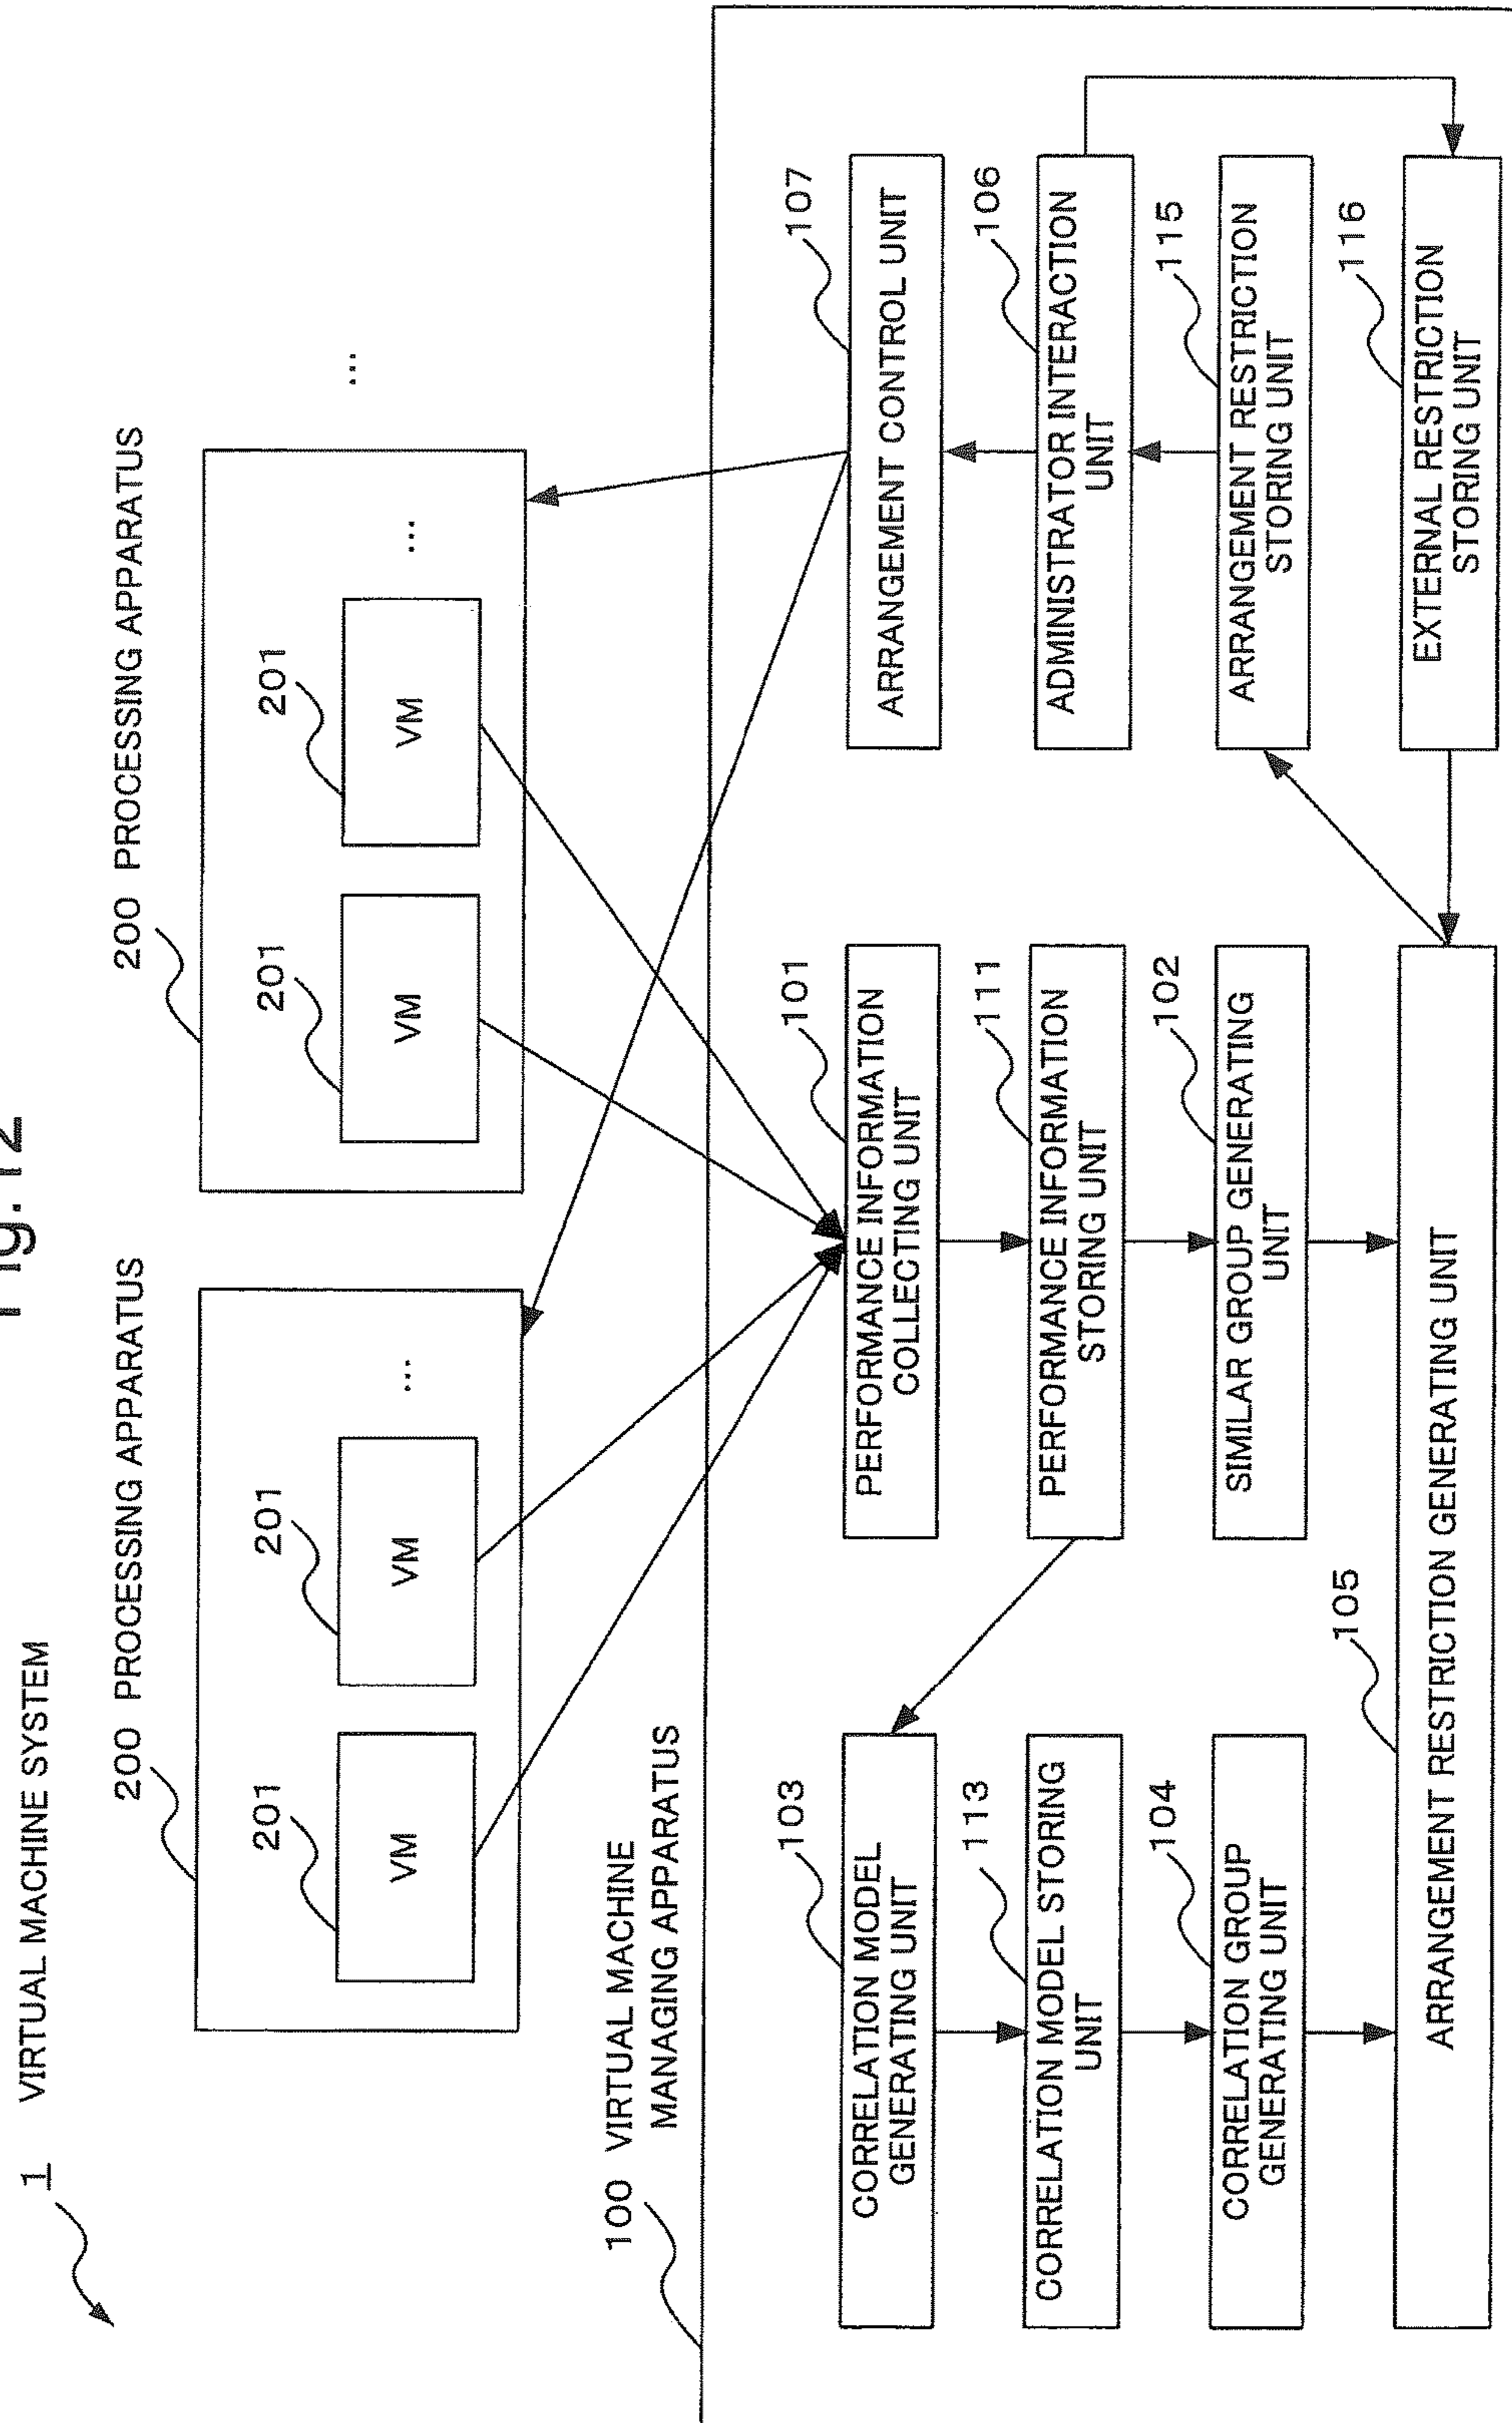 Fig.12
1 VIRTUAL MACHINE SYSTEM
200 PROCESSING APPARATUS
201
VM
201
VM
...
200 PROCESSING APPARATUS
201
VM
201
VM
...
...
100 VIRTUAL MACHINE
MANAGING APPARATUS
103
CORRELATION MODEL
GENERATING UNIT
113
CORRELATION MODEL STORING
UNIT
104
CORRELATION GROUP
GENERATING UNIT
101
PERFORMANCE INFORMATION
COLLECTING UNIT
111
PERFORMANCE INFORMATION
STORING UNIT
102
SIMILAR GROUP GENERATING
UNIT
105
ARRANGEMENT RESTRICTION GENERATING UNIT
107
ARRANGEMENT CONTROL UNIT
106
ADMINISTRATOR INTERACTION
UNIT
115
ARRANGEMENT RESTRICTION
STORING UNIT
116
EXTERNAL RESTRICTION
STORING UNIT